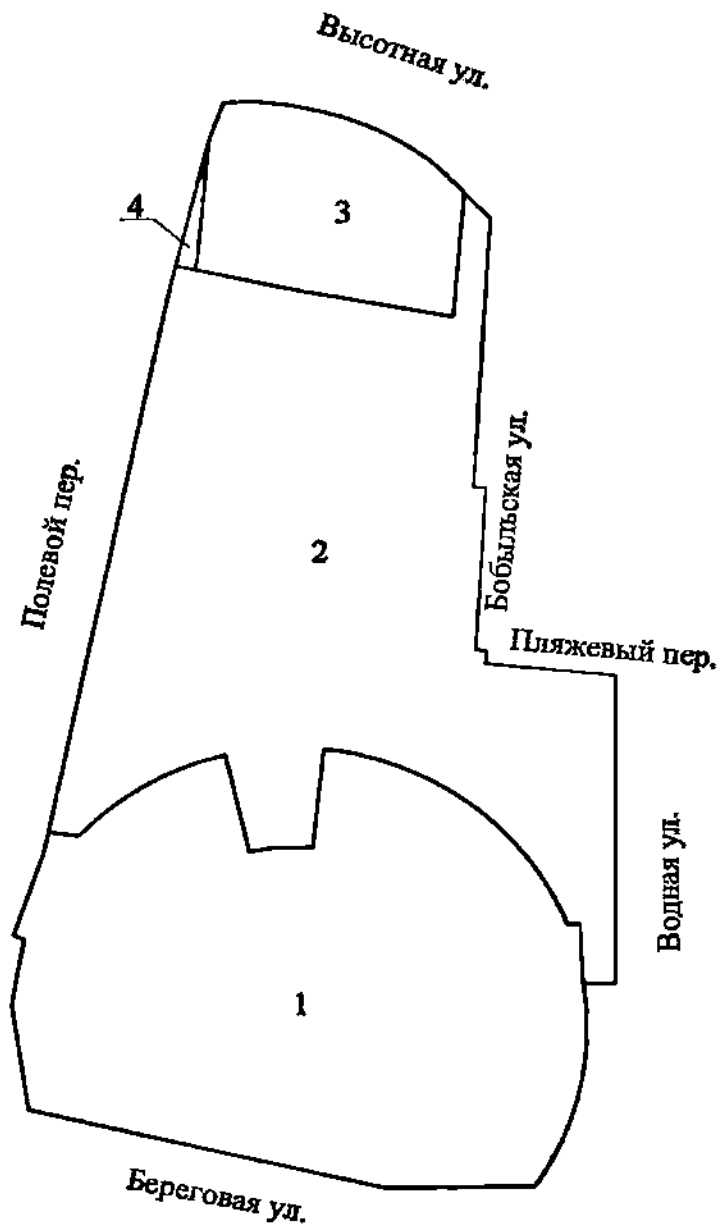 Высотная ул.
4
3
Полевой пер.
2
Бобыльская ул.
Пляжевый пер.
Водная ул.
1
Береговая ул.